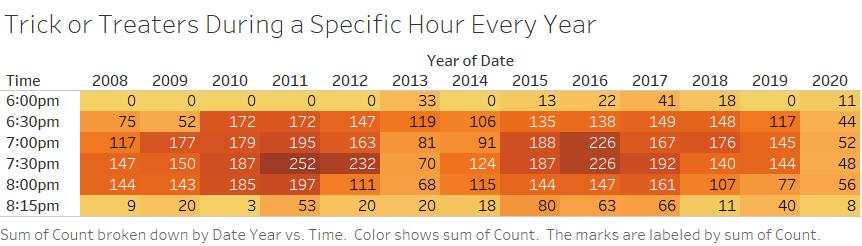 Trick or Treaters During a Specific Hour Every Year
Year of Date
Time 2008 2009 2010 2011 2012 2013 2014 2015 2016 2017 2018 2019 2020
6:00pm 0 0 0 0 0 33 0 13 22 41 18 0 11
6:30pm 75 52 172 172 147 119 106 135 138 149 148 117 44
7:00pm 117 177 179 195 163 81 91 188 226 167 176 145 52
7:30pm 147 150 187 252 232 70 124 187 226 192 140 144 48
8:00pm 144 143 185 197 111 68 115 144 147 161 107 77 56
8:15pm 9 20 3 53 20 20 18 80 63 66 11 40 8
Sum of Count broken down by Date Year vs. Time. Color shows sum of Count. The marks are labeled by sum of Count.